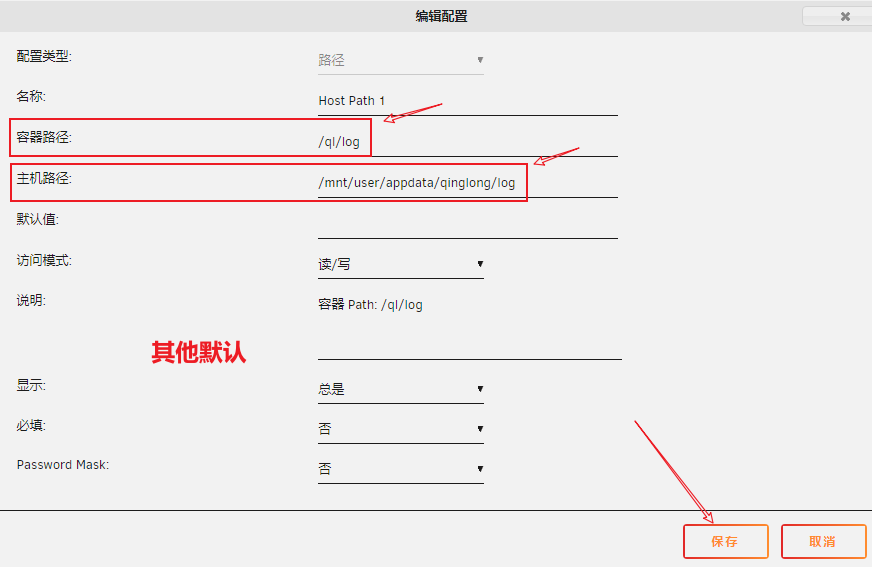 编辑配置
配置类型:
路径
名称:
Host Path 1
容器路径:
/ql/log
主机路径:
/mnt/user/appdata/qinglong/log
默认值:
访问模式:
读/写
说明:
容器 Path: /ql/log
其他默认
显示:
总是
必填:
否
Password Mask:
否
保存
取消